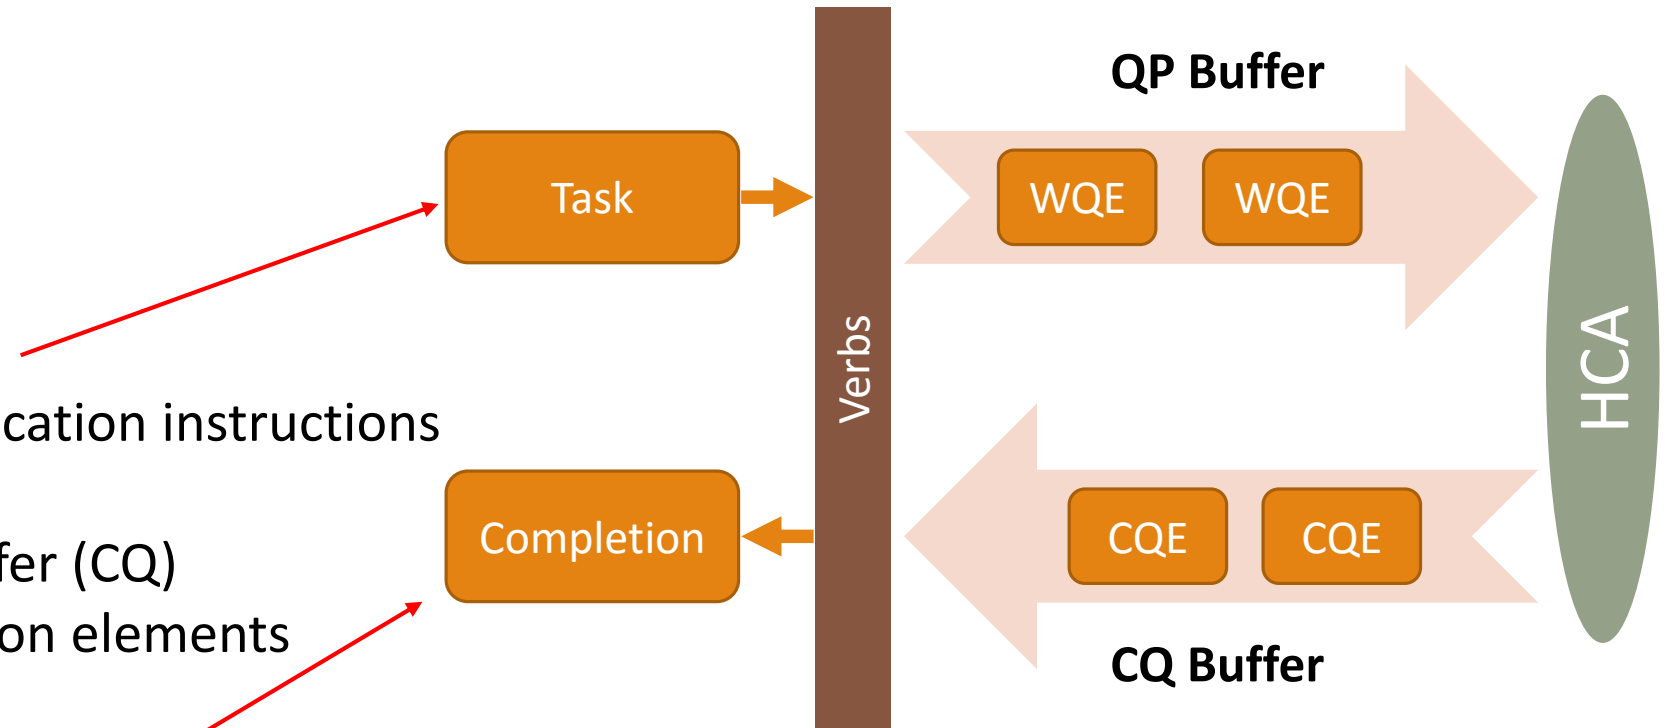 QP Buffer
Task
WQE
WQE
Verbs
HCA
cation instructions
Completion
CQE
CQE
fer (CQ)
on elements
CQ Buffer